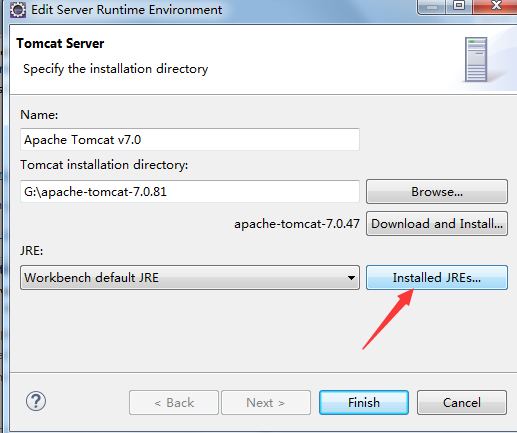 Edit Server Runtime Environment
Tomcat Server
Specify the installation directory
Name:
Apache Tomcat v7.0
Tomcat installation directory:
G:\apache-tomcat-7.0.81
Browse...
apache-tomcat-7.0.47
Download and Install...
JRE:
Workbench default JRE
Installed JREs...
?
< Back
Next >
Finish
Cancel